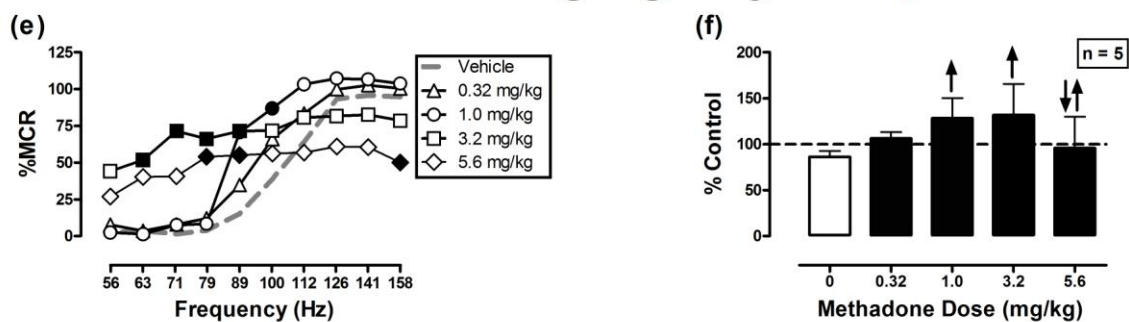 (e)
125
100
75
50
25
0
%MCR
56 63 71 79 89 100 112 126 141 158
Frequency (Hz)
Vehicle
0.32 mg/kg
1.0 mg/kg
3.2 mg/kg
5.6 mg/kg
(f)
200
150
100
50
0
% Control
n = 5
0 0.32 1.0 3.2 5.6
Methadone Dose (mg/kg)